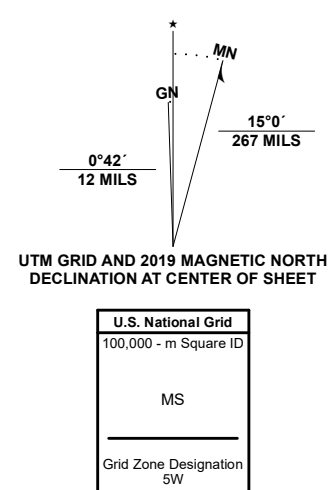 ★
MN
GN
15°0´
267 MILS
0°42´
12 MILS
UTM GRID AND 2019 MAGNETIC NORTH
DECLINATION AT CENTER OF SHEET
U.S. National Grid
100,000 - m Square ID
MS
Grid Zone Designation
5W